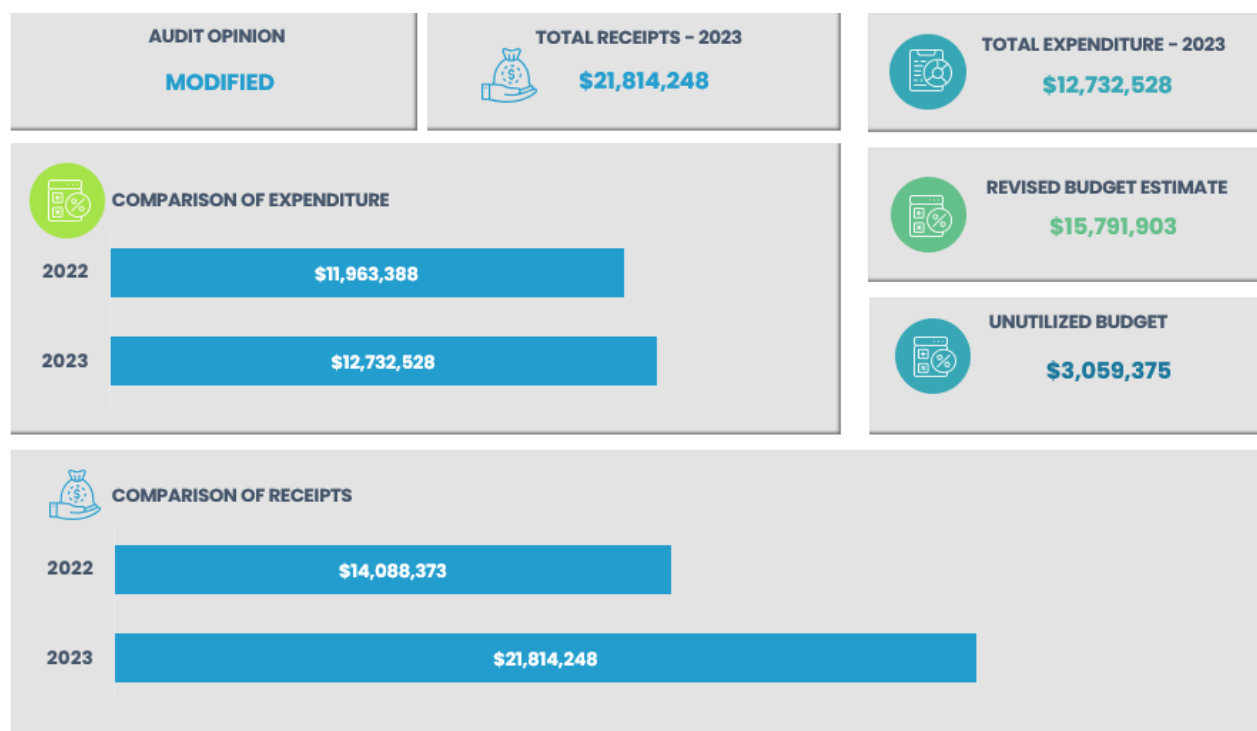 AUDIT OPINION
MODIFIED
TOTAL RECEIPTS - 2023
$21,814,248
TOTAL EXPENDITURE - 2023
$12,732,528
COMPARISON OF EXPENDITURE
2022
$11,963,388
2023
$12,732,528
REVISED BUDGET ESTIMATE
$15,791,903
UNUTILIZED BUDGET
$3,059,375
COMPARISON OF RECEIPTS
2022
$14,088,373
2023
$21,814,248